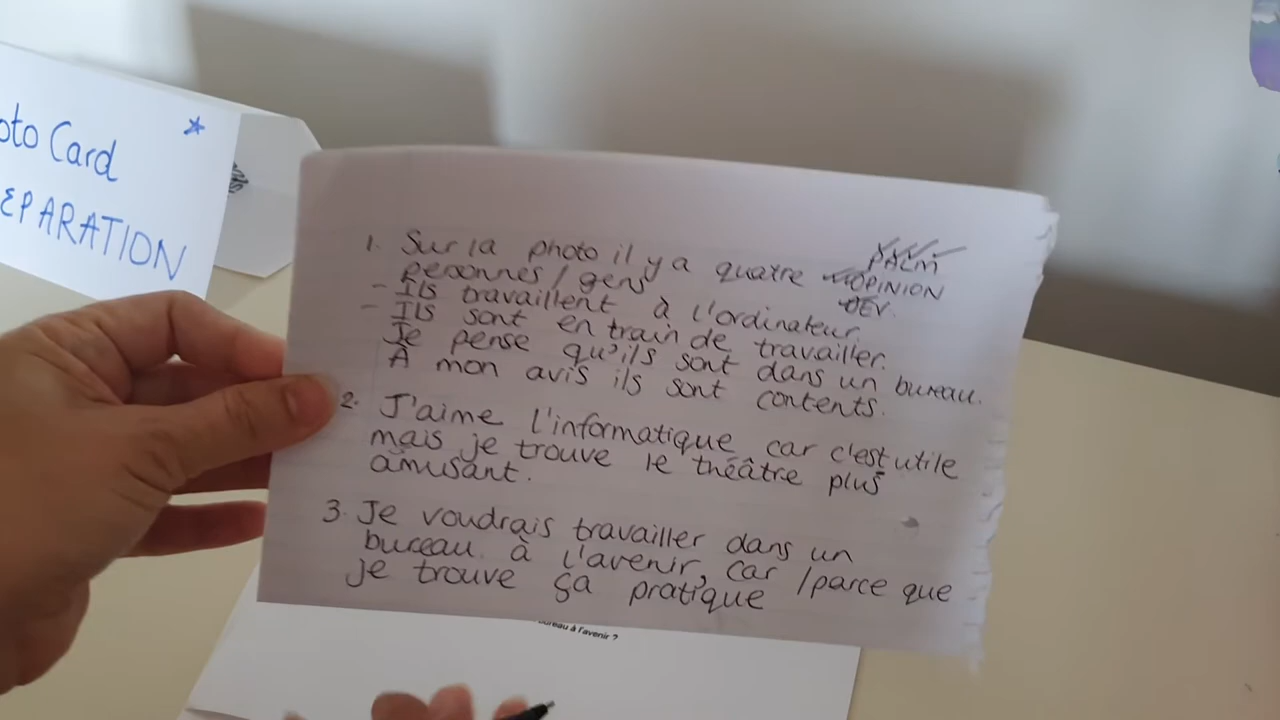 oto Card
EPARATION
1. Sur la photo il y a quatre
personnes / gens
- Ils travaillent à l'ordinateur.
- Ils sont en train de travailler.
Je pense qu'ils sont dans un bureau.
À mon avis ils sont contents.
PALM
OPINION
DEV.
2. J'aime l'informatique car c'est utile
mais je trouve le théâtre plus
amusant.
3. Je voudrais travailler dans un
bureau à l'avenir, car /parce que
je trouve ça pratique
bureau à l'avenir ?